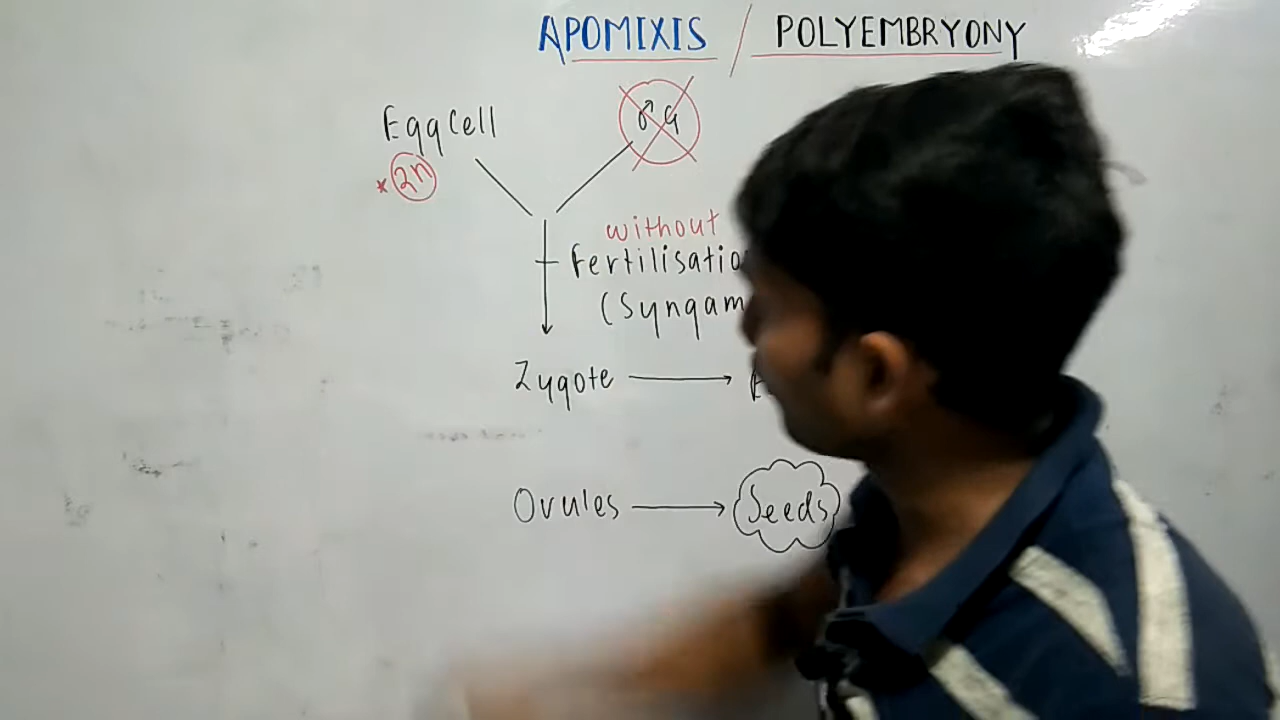 APOMIXIS / POLYEMBRYONY
Egg Cell
♂ G
*2n
without
Fertilisatio
(Syngam
Zygote
Ovules → Seeds